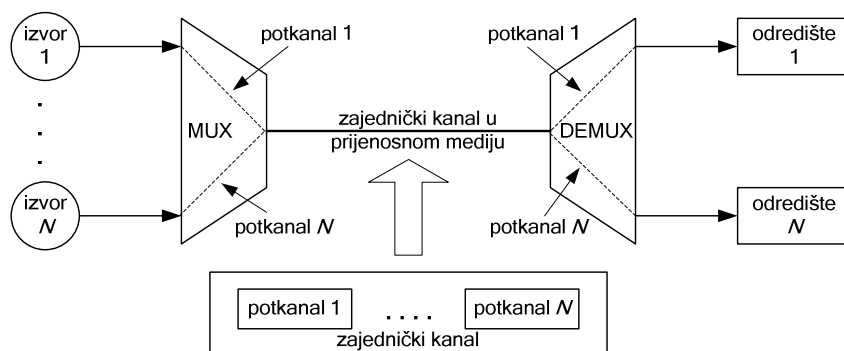 izvor
1
potkanal 1
potkanal 1
odredište
1
MUX
zajednički kanal u
prijenosnom mediju
DEMUX
izvor
N
potkanal N
potkanal N
odredište
N
potkanal 1
. . . .
potkanal N
zajednički kanal